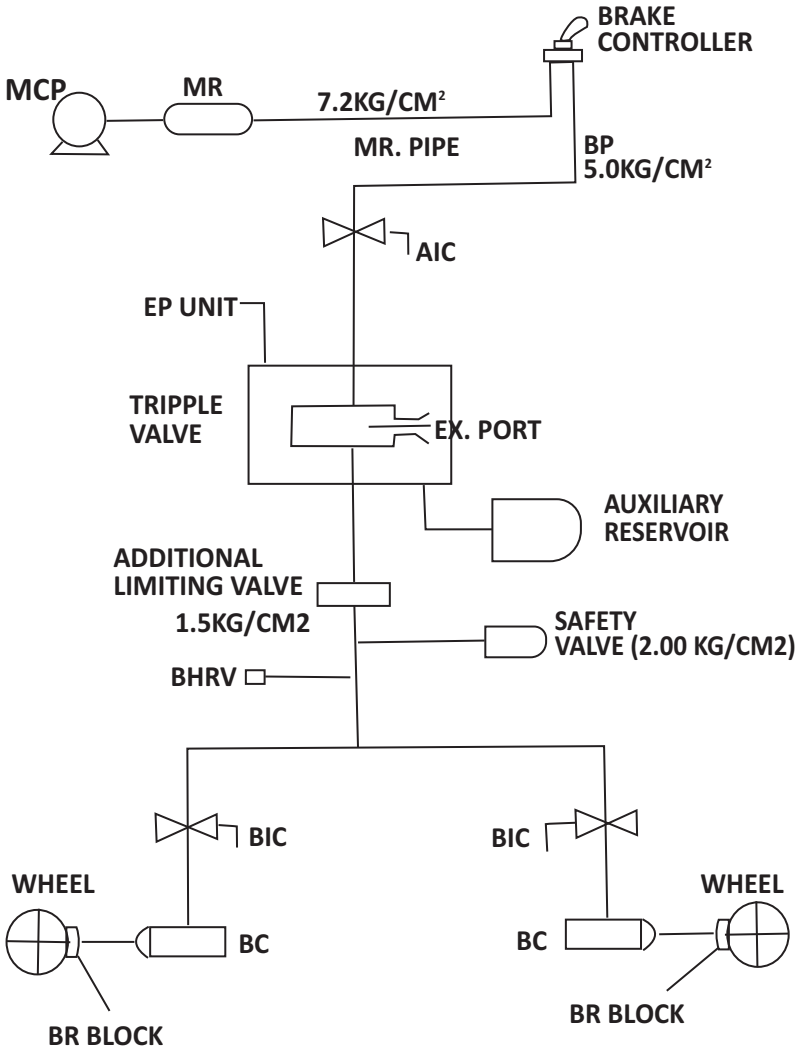 BRAKE
CONTROLLER
MCP
MR
7.2KG/CM²
MR. PIPE
BP
5.0KG/CM²
AIC
EP UNIT
TRIPPLE
VALVE
EX. PORT
AUXILIARY
RESERVOIR
ADDITIONAL
LIMITING VALVE
1.5KG/CM2
SAFETY
VALVE (2.00 KG/CM2)
BHRV
BIC
BIC
WHEEL
WHEEL
BC
BC
BR BLOCK
BR BLOCK